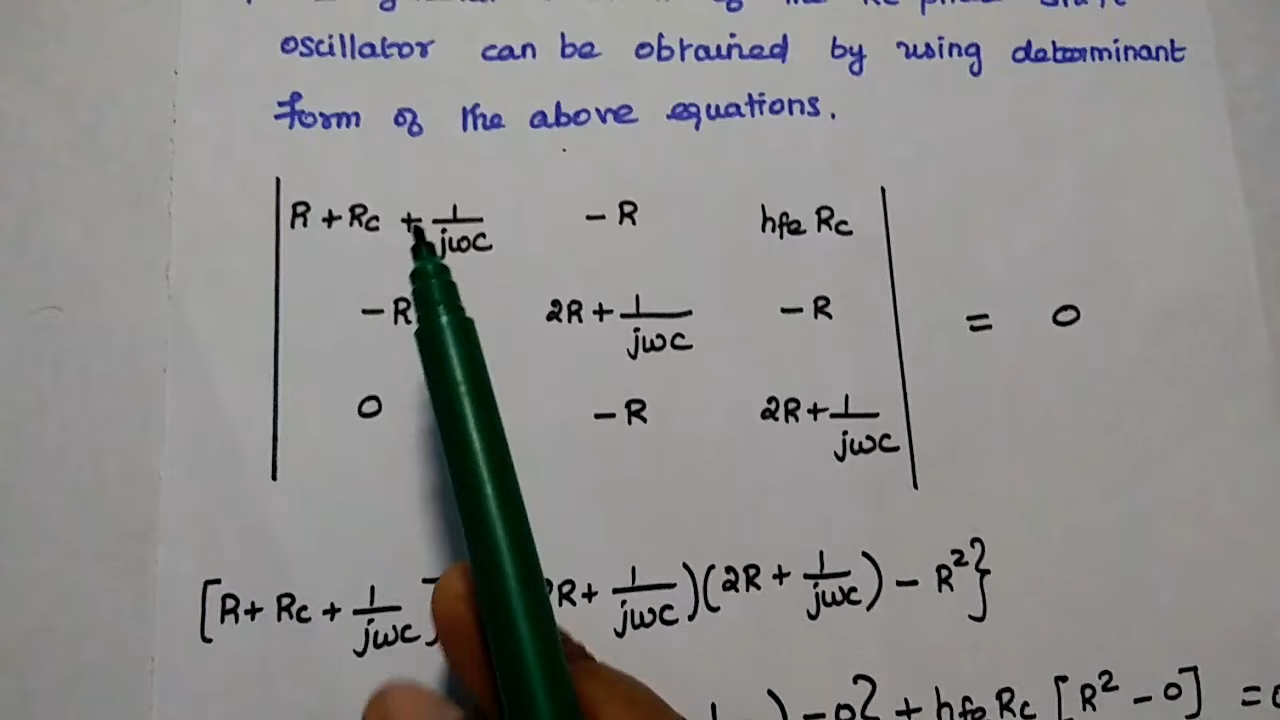 oscillator can be obtained by using determinant
form of the above equations.
R + Rc + 1/jωc   - R   hfe Rc
- R   2R + 1/jωc   - R   = 0
0   - R   2R + 1/jωc
[R + Rc + 1/jωc] R + 1/jωc)(2R + 1/jωc) - R²}
) - 0} + hfe Rc [R² - 0] = 0